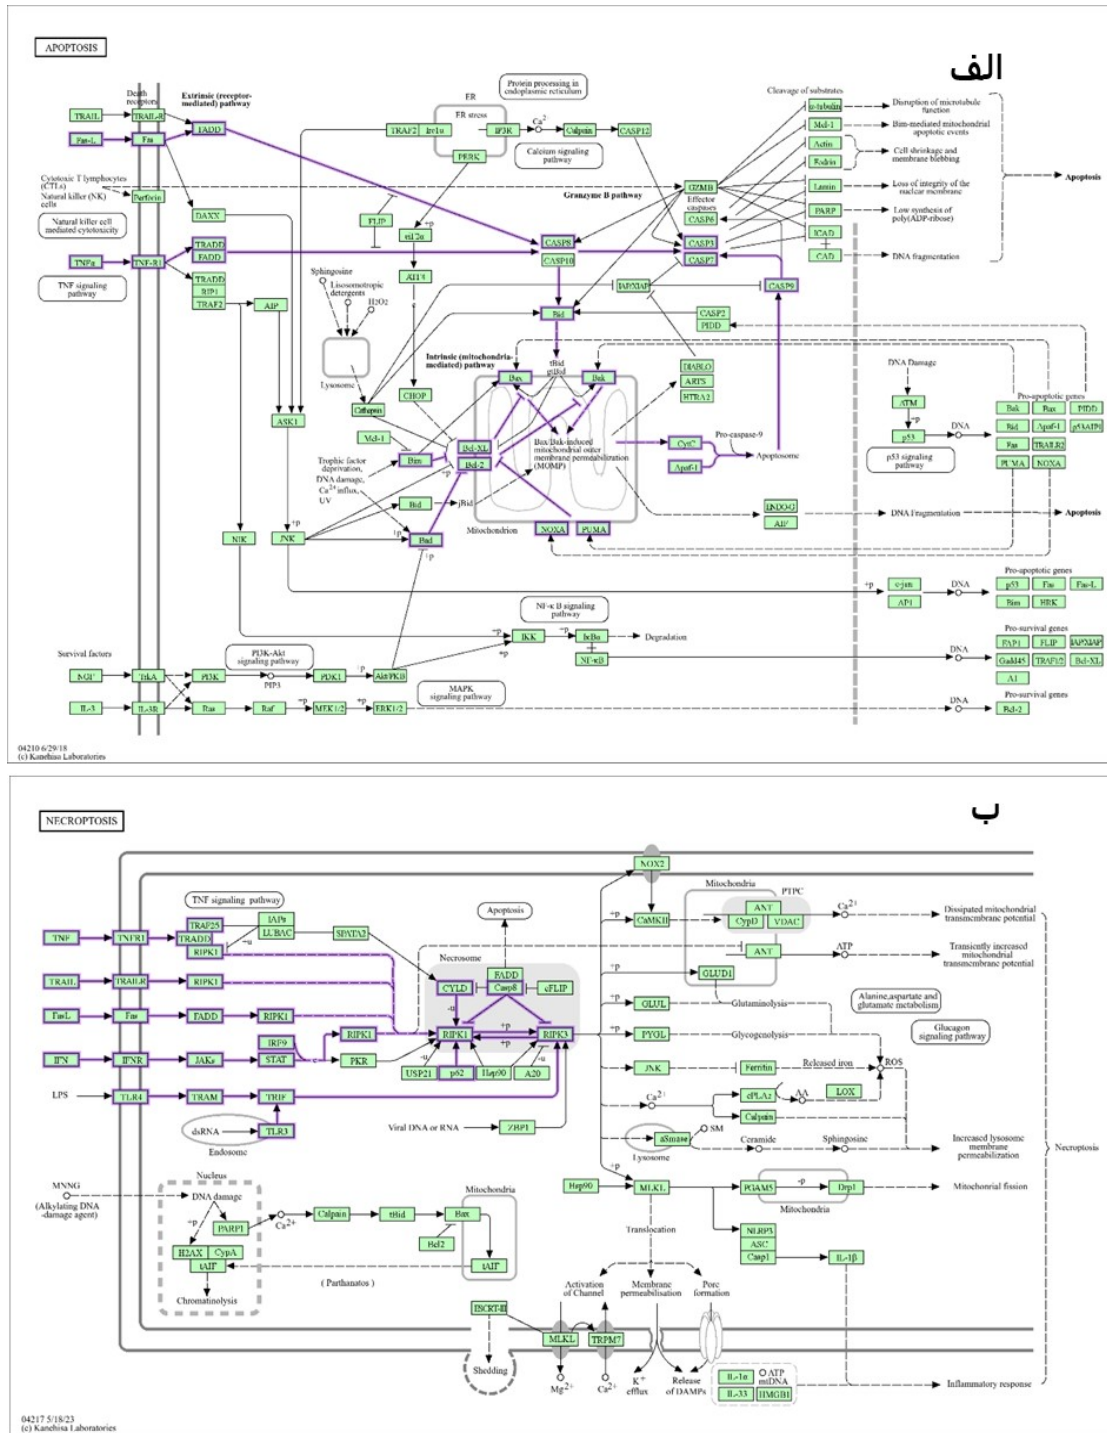 الف
APOPTOSIS
Protein processing in
endoplasmic reticulum
ER
ER stress
Death
receptors
Extrinsic (receptor-
mediated) pathway
Cleavage of substrates
TRAIL
TRAIL-R
FADD
Fas-L
Fas
TRAF2
Ire1α
IP3R
Ca2+
Calpain
CASP12
Calcium signaling
pathway
PERK
α-tubulin
Disruption of microtubule
function
Mcl-1
Bim-mediated mitochondrial
apoptotic events
Actin
Fodrin
Cell shrinkage and
membrane blebbing
Cytotoxic T lymphocytes
(CTLs)
Natural killer (NK)
cells
Perforin
Granzyme B pathway
GZMB
Lamin
Loss of integrity of the
nuclear membrane
Apoptosis
Natural killer cell
mediated cytotoxicity
DAXX
FLIP
+p
eif2α
Effector
caspases
CASP6
PARP
Low synthesis of
poly(ADP-ribose)
TNFα
TNF-R1
TRADD
FADD
CASP8
CASP10
CASP3
CASP7
ICAD
CAD
DNA fragmentation
TNF signaling
pathway
TRADD
RIP1
TRAF2
AIP
ATF4
Sphingosine
Lysosomotropic
detergents
H2O2
IAP/XIAP
CASP9
Bid
CASP2
PIDD
Lysosome
Intrinsic (mitochondria-
mediated) pathway
tBid
Bax
Bak
DIABLO
ARTS
HTRA2
DNA Damage
ATM
+p
p53
DNA
p53 signaling
pathway
Pro-apoptotic genes
Bak
Bax
PIDD
Bid
Apaf-1
p53AIP1
Fas
TRAILR2
PUMA
NOXA
CHOP
Cathepsin
ASK1
Mcl-1
Bim
Bcl-XL
Bcl-2
Bax/Bak-induced
mitochondrial outer
membrane permeabilization
(MOMP)
Pro-caspase-9
CytC
Apaf-1
Apoptosome
Trophic factor
deprivation,
DNA damage,
Ca2+ influx,
UV
Bid
jBid
Bad
+p
Mitochondrion
NOXA
PUMA
ENDO-G
AIF
DNA Fragmentation
Apoptosis
NIK
JNK
+p
NF-κB signaling
pathway
+p
c-jun
AP1
DNA
Pro-apoptotic genes
p53
Fas
Fas-L
Bim
HRK
IKK
+p
IκBα
NF-κB
Degradation
DNA
Pro-survival genes
FAP1
FLIP
IAP/XIAP
Gadd45
TRAF1/2
Bcl-XL
A1
Survival factors
PI3K-Akt
signaling pathway
NGF
TrkA
PI3K
PIP3
PDK1
+p
Akt/PKB
MAPK
signaling pathway
IL-3
IL-3R
Ras
Raf
+p
MEK1/2
+p
ERK1/2
DNA
Pro-survival genes
Bcl-2
04210 6/29/18
(c) Kanehisa Laboratories
ب
NECROPTOSIS
NOX2
Mitochondria
PTPC
TNF signaling pathway
Apoptosis
ANT
CypD
VDAC
Ca2+
Dissipated mitochondrial
transmembrane potential
TNF
TNFR1
TRADD
RIPK1
IAPs
LUBAC
SPATA2
+p
CaMKII
ANT
ATP
Transiently increased
mitochondrial
transmembrane potential
Necrosome
FADD
Casp8
CYLD
cFLIP
GLUD1
TRAIL
TRAILR
RIPK1
GLUL
Glutaminolysis
Alanine,aspartate and
glutamate metabolism
FasL
Fas
FADD
RIPK1
RIPK1
RIPK1
RIPK3
PYGL
Glycogenolysis
Glucagon
signaling pathway
IFN
IFNR
JAKs
IRF9
STAT
PKR
USP21
p62
Hsp90
A20
JNK
Ferritin
Released iron
ROS
LPS
TLR4
TRAM
TRIF
Ca2+
cPLA2
AA
LOX
Calpain
dsRNA
TLR3
Endosome
Viral DNA or RNA
ZBP1
aSmase
SM
Lysosome
Ceramide
Sphingosine
Increased lysosome
membrane
permeabilization
Necroptosis
MNNG
(Alkylating DNA
-damage agent)
Nucleus
DNA damage
+p
PARP1
Ca2+
Calpain
tBid
Bax
Bcl2
Mitochondria
H2AX
CypA
tAIF
tAIF
( Parthanatos )
Chromatinolysis
Hsp90
MLKL
PGAM5
-p
Drp1
Mitochondria
Mitochonrial fission
Translocation
NLRP3
ASC
Casp1
IL-1β
Activation
of Channel
Membrane
permeabilisation
Pore
formation
ESCRT-III
MLKL
TRPM7
Shedding
Mg2+
Ca2+
K+
efflux
Release
of DAMPs
IL-1α
ATP
mtDNA
IL-33
HMGB1
Inflammatory response
04217 5/18/23
(c) Kanehisa Laboratories